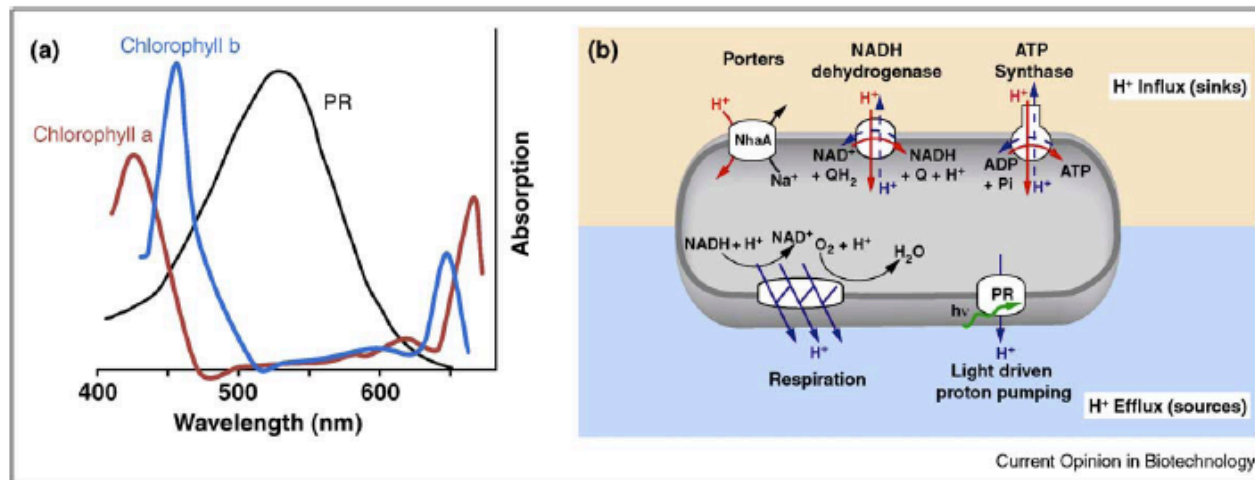 (a)
Chlorophyll b
PR
Chlorophyll a
Absorption
400
500
600
Wavelength (nm)
(b)
Porters
NADH
dehydrogenase
ATP
Synthase
H⁺ Influx (sinks)
H⁺
H⁺
H⁺
NhaA
Na⁺
NAD⁺
+ QH₂
NADH
+ Q + H⁺
H⁺
ADP
+ Pi
ATP
H⁺
NADH + H⁺
NAD⁺
O₂ + H⁺
H₂O
PR
hν
H⁺
H⁺
Respiration
Light driven
proton pumping
H⁺ Efflux (sources)
Current Opinion in Biotechnology